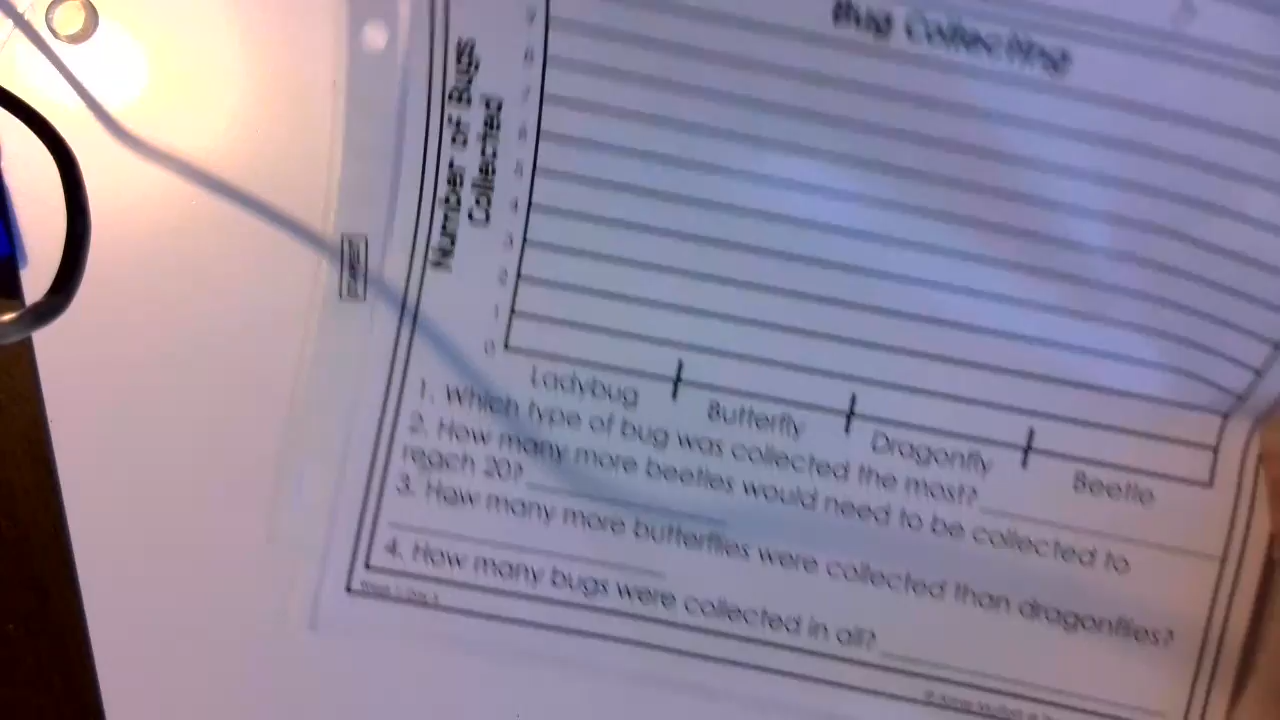 Bug Collecting
Number of Bugs
Collected
9
8
7
6
5
4
3
2
1
0
Ladybug Butterfly Dragonfly Beetle
1. Which type of bug was collected the most?
2. How many more beetles would need to be collected to
reach 20?
3. How many more butterflies were collected than dragonflies?
4. How many bugs were collected in all?